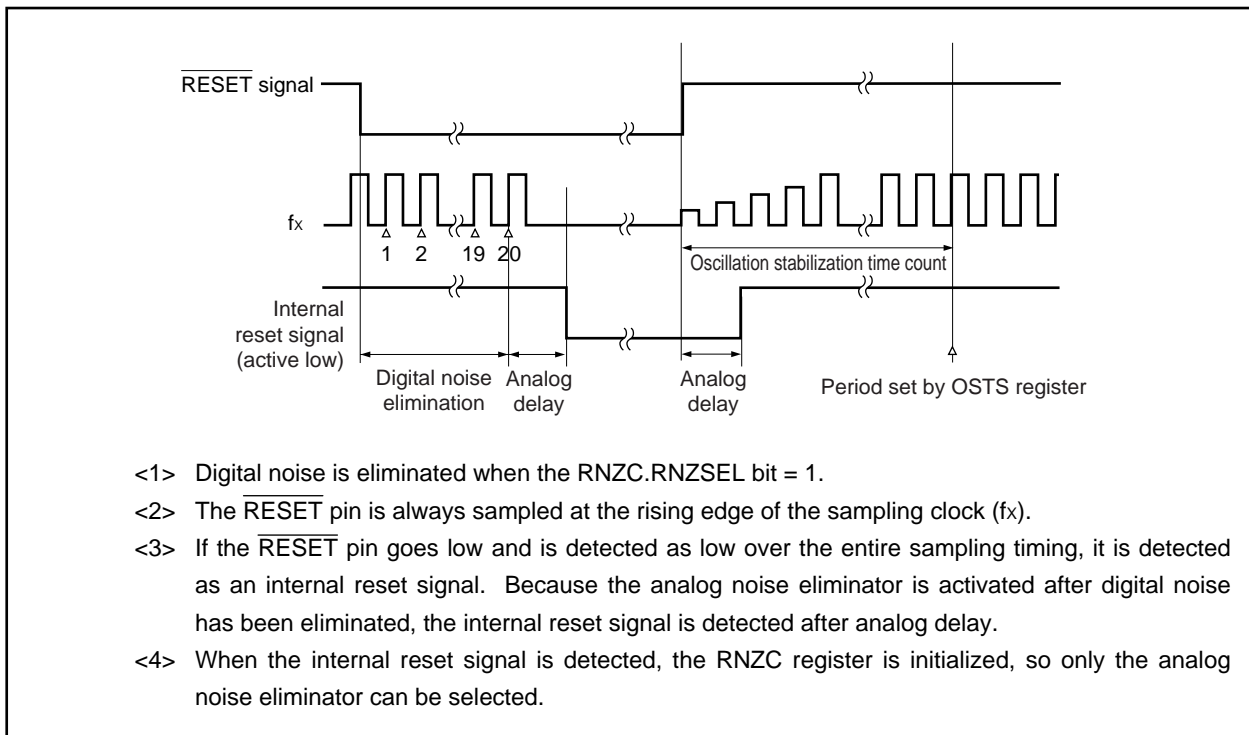 RESET signal
fx
1 2 19 20
Oscillation stabilization time count
Internal
reset signal
(active low)
Digital noise
elimination
Analog
delay
Analog
delay
Period set by OSTS register
<1> Digital noise is eliminated when the RNZC.RNZSEL bit = 1.
<2> The RESET pin is always sampled at the rising edge of the sampling clock (fx).
<3> If the RESET pin goes low and is detected as low over the entire sampling timing, it is detected
as an internal reset signal. Because the analog noise eliminator is activated after digital noise
has been eliminated, the internal reset signal is detected after analog delay.
<4> When the internal reset signal is detected, the RNZC register is initialized, so only the analog
noise eliminator can be selected.